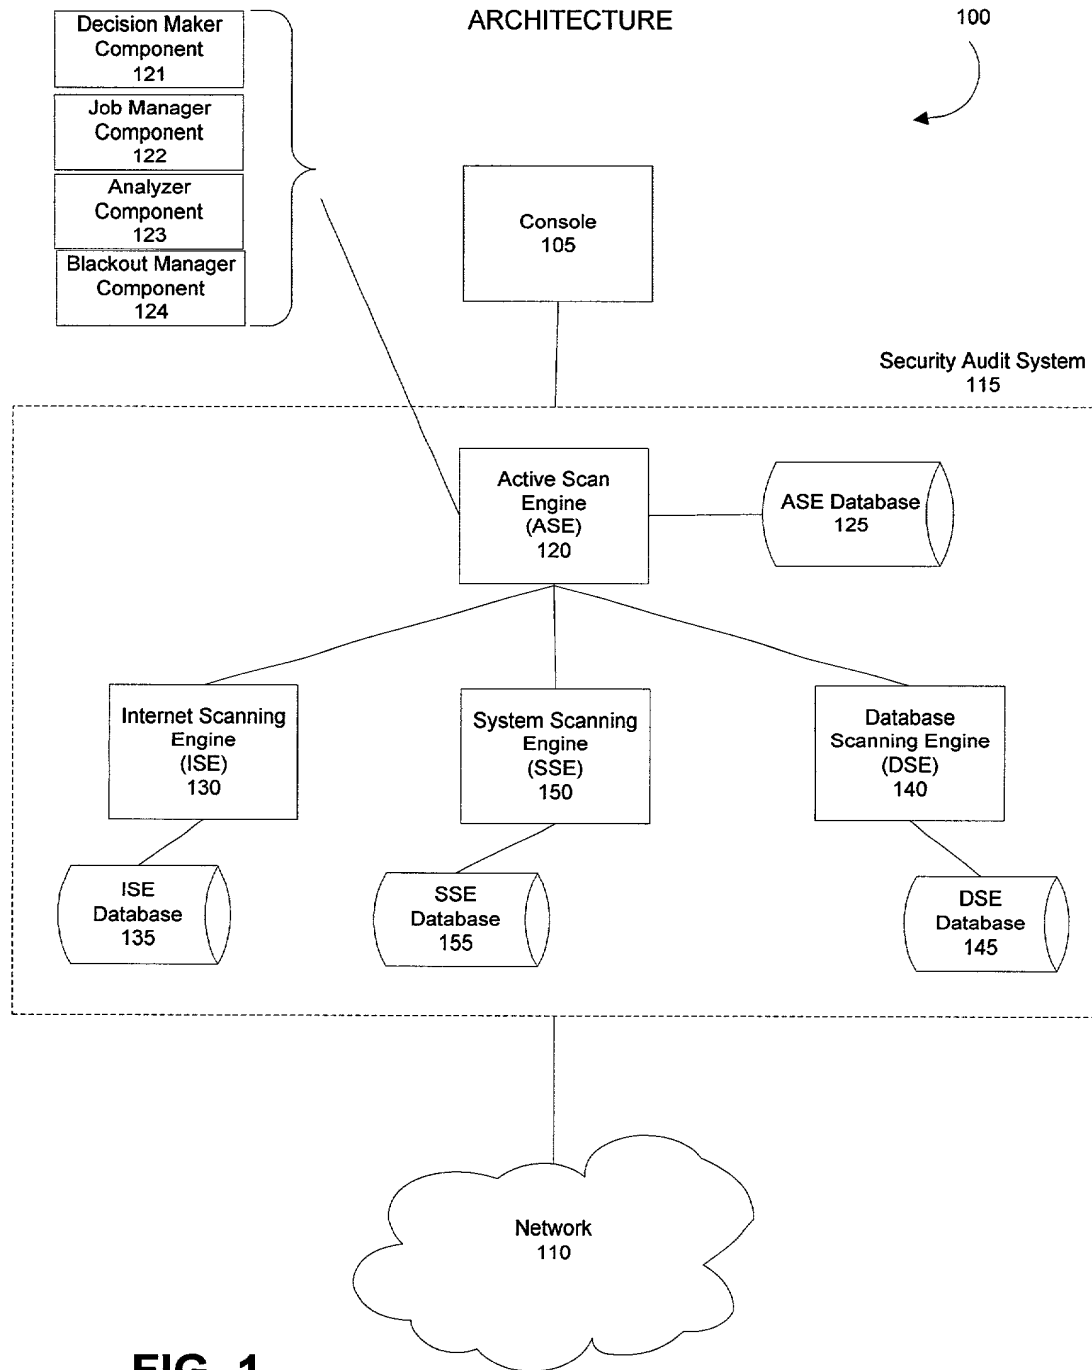 ARCHITECTURE
100
Decision Maker
Component
121
Job Manager
Component
122
Analyzer
Component
123
Blackout Manager
Component
124
Console
105
Security Audit System
115
Active Scan
Engine
(ASE)
120
ASE Database
125
Internet Scanning
Engine
(ISE)
130
System Scanning
Engine
(SSE)
150
Database
Scanning Engine
(DSE)
140
ISE
Database
135
SSE
Database
155
DSE
Database
145
Network
110
FIG. 1